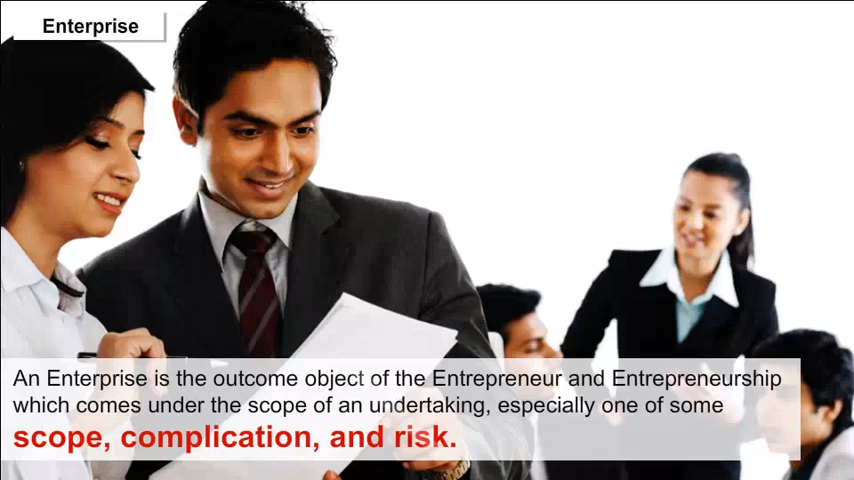 Enterprise
An Enterprise is the outcome object of the Entrepreneur and Entrepreneurship
which comes under the scope of an undertaking, especially one of some
scope, complication, and risk.